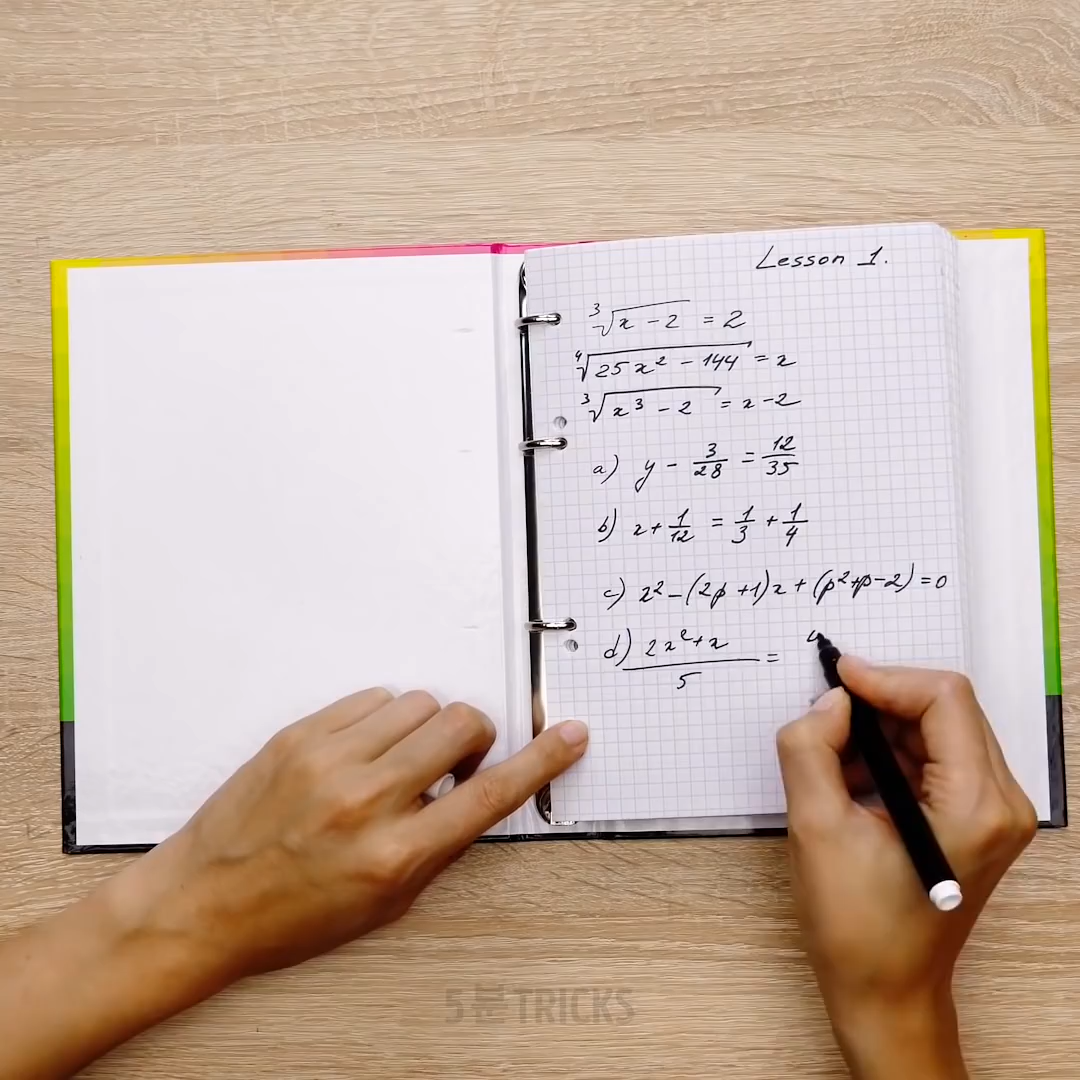 Lesson 1.
∛(x - 2) = 2
∜(25x² - 144) = x
∛(x³ - 2) = x - 2
a) y - 3/28 = 12/35
b) x + 1/12 = 1/3 + 1/4
c) x² - (2p + 1)x + (p² + p - 2) = 0
d) (2x² + x)/5 =
5분 TRICKS